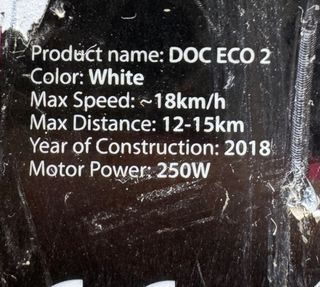 Product name: DOC ECO 2
Color: White
Max Speed: ~18km/h
Max Distance: 12-15km
Year of Construction: 2018
Motor Power: 250W